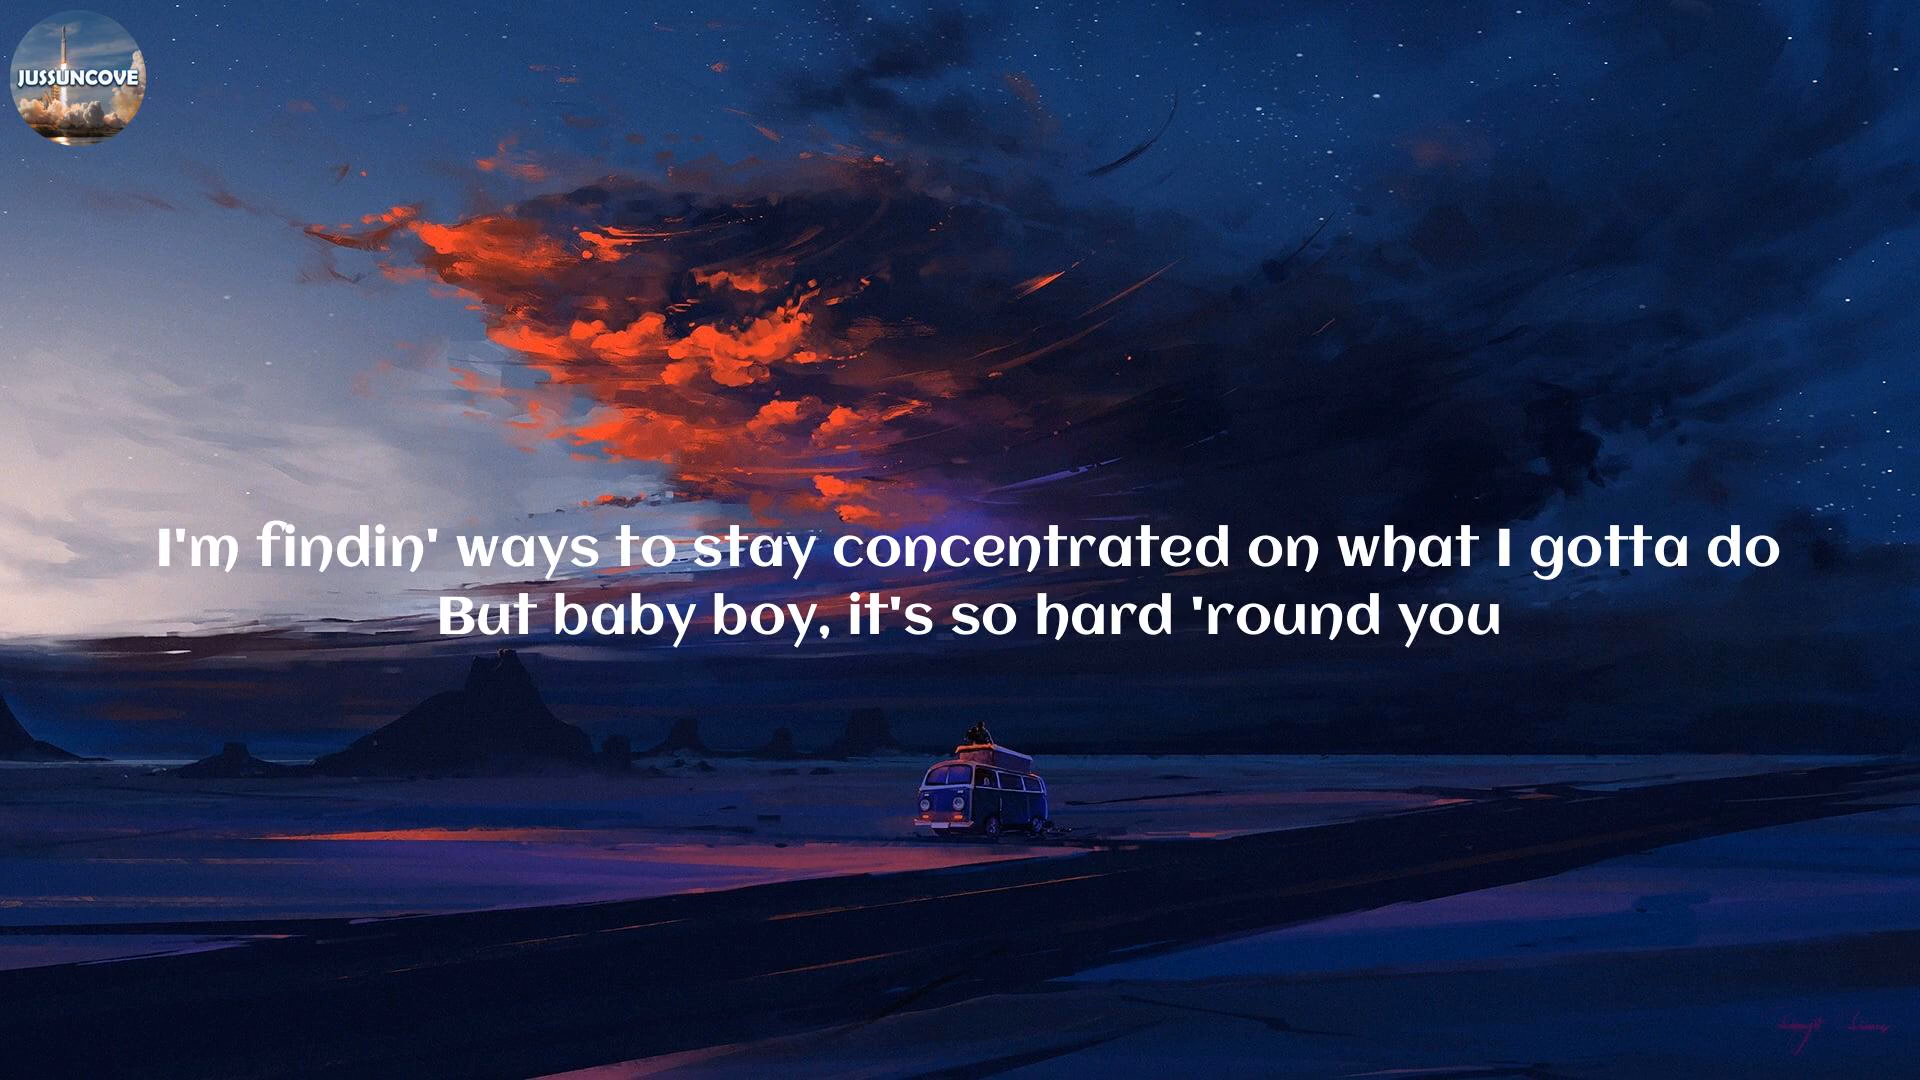 JUSSUNCOVE
I'm findin' ways to stay concentrated on what I gotta do
But baby boy, it's so hard 'round you